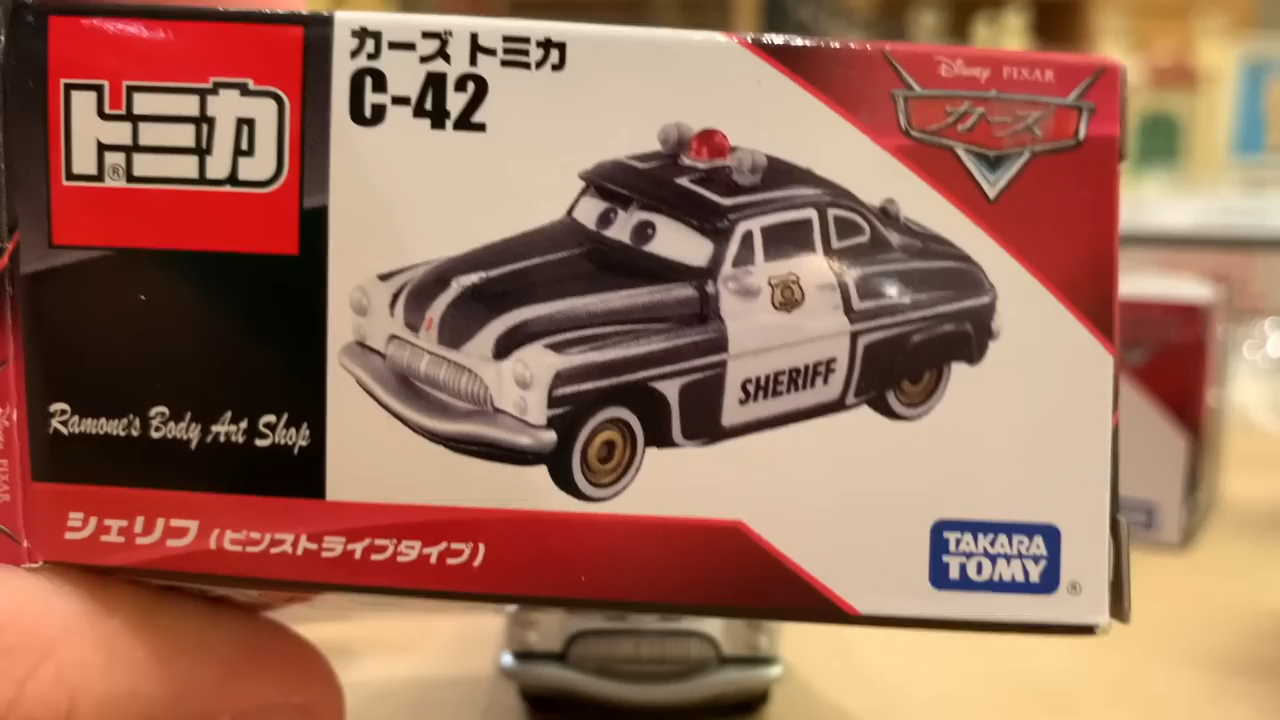 トミカ®
カーズ トミカ
C-42
Disney PIXAR
カーズ
SHERIFF
Ramone's Body Art Shop
シェリフ (ピンストライプタイプ)
TAKARA
TOMY®
PIXAR